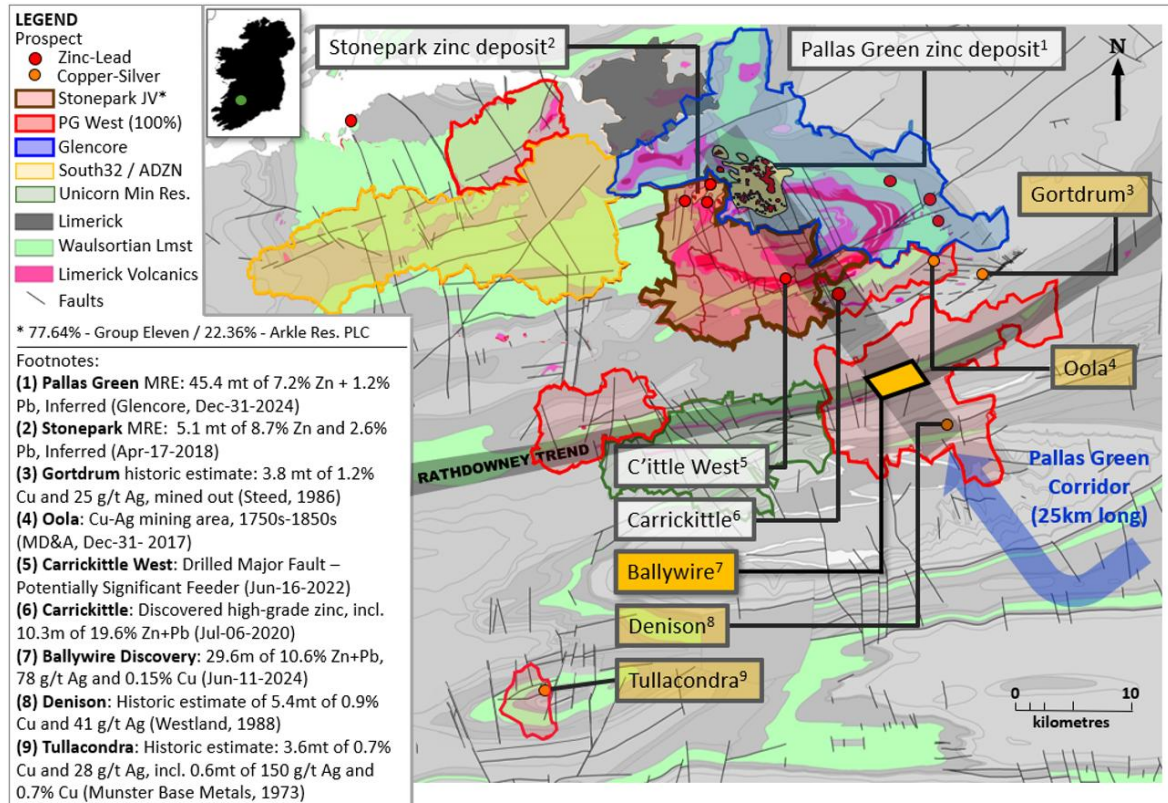 LEGEND
Prospect
Zinc-Lead
Copper-Silver
Stonepark JV*
PG West (100%)
Glencore
South32 / ADZN
Unicorn Min Res.
Limerick
Waulsortian Lmst
Limerick Volcanics
Faults
* 77.64% - Group Eleven / 22.36% - Arkle Res. PLC
Footnotes:
(1) Pallas Green MRE: 45.4 mt of 7.2% Zn + 1.2%
Pb, Inferred (Glencore, Dec-31-2024)
(2) Stonepark MRE: 5.1 mt of 8.7% Zn and 2.6%
Pb, Inferred (Apr-17-2018)
(3) Gortdrum historic estimate: 3.8 mt of 1.2%
Cu and 25 g/t Ag, mined out (Steed, 1986)
(4) Oola: Cu-Ag mining area, 1750s-1850s
(MD&A, Dec-31- 2017)
(5) Carrickittle West: Drilled Major Fault –
Potentially Significant Feeder (Jun-16-2022)
(6) Carrickittle: Discovered high-grade zinc, incl.
10.3m of 19.6% Zn+Pb (Jul-06-2020)
(7) Ballywire Discovery: 29.6m of 10.6% Zn+Pb,
78 g/t Ag and 0.15% Cu (Jun-11-2024)
(8) Denison: Historic estimate of 5.4mt of 0.9%
Cu and 41 g/t Ag (Westland, 1988)
(9) Tullacondra: Historic estimate: 3.6mt of 0.7%
Cu and 28 g/t Ag, incl. 0.6mt of 150 g/t Ag and
0.7% Cu (Munster Base Metals, 1973)
Stonepark zinc deposit2
Pallas Green zinc deposit1
N
Gortdrum3
Oola4
RATHDOWNEY TREND
C'ittle West5
Carrickittle6
Ballywire7
Denison8
Tullacondra9
Pallas Green
Corridor
(25km long)
0 10
kilometres